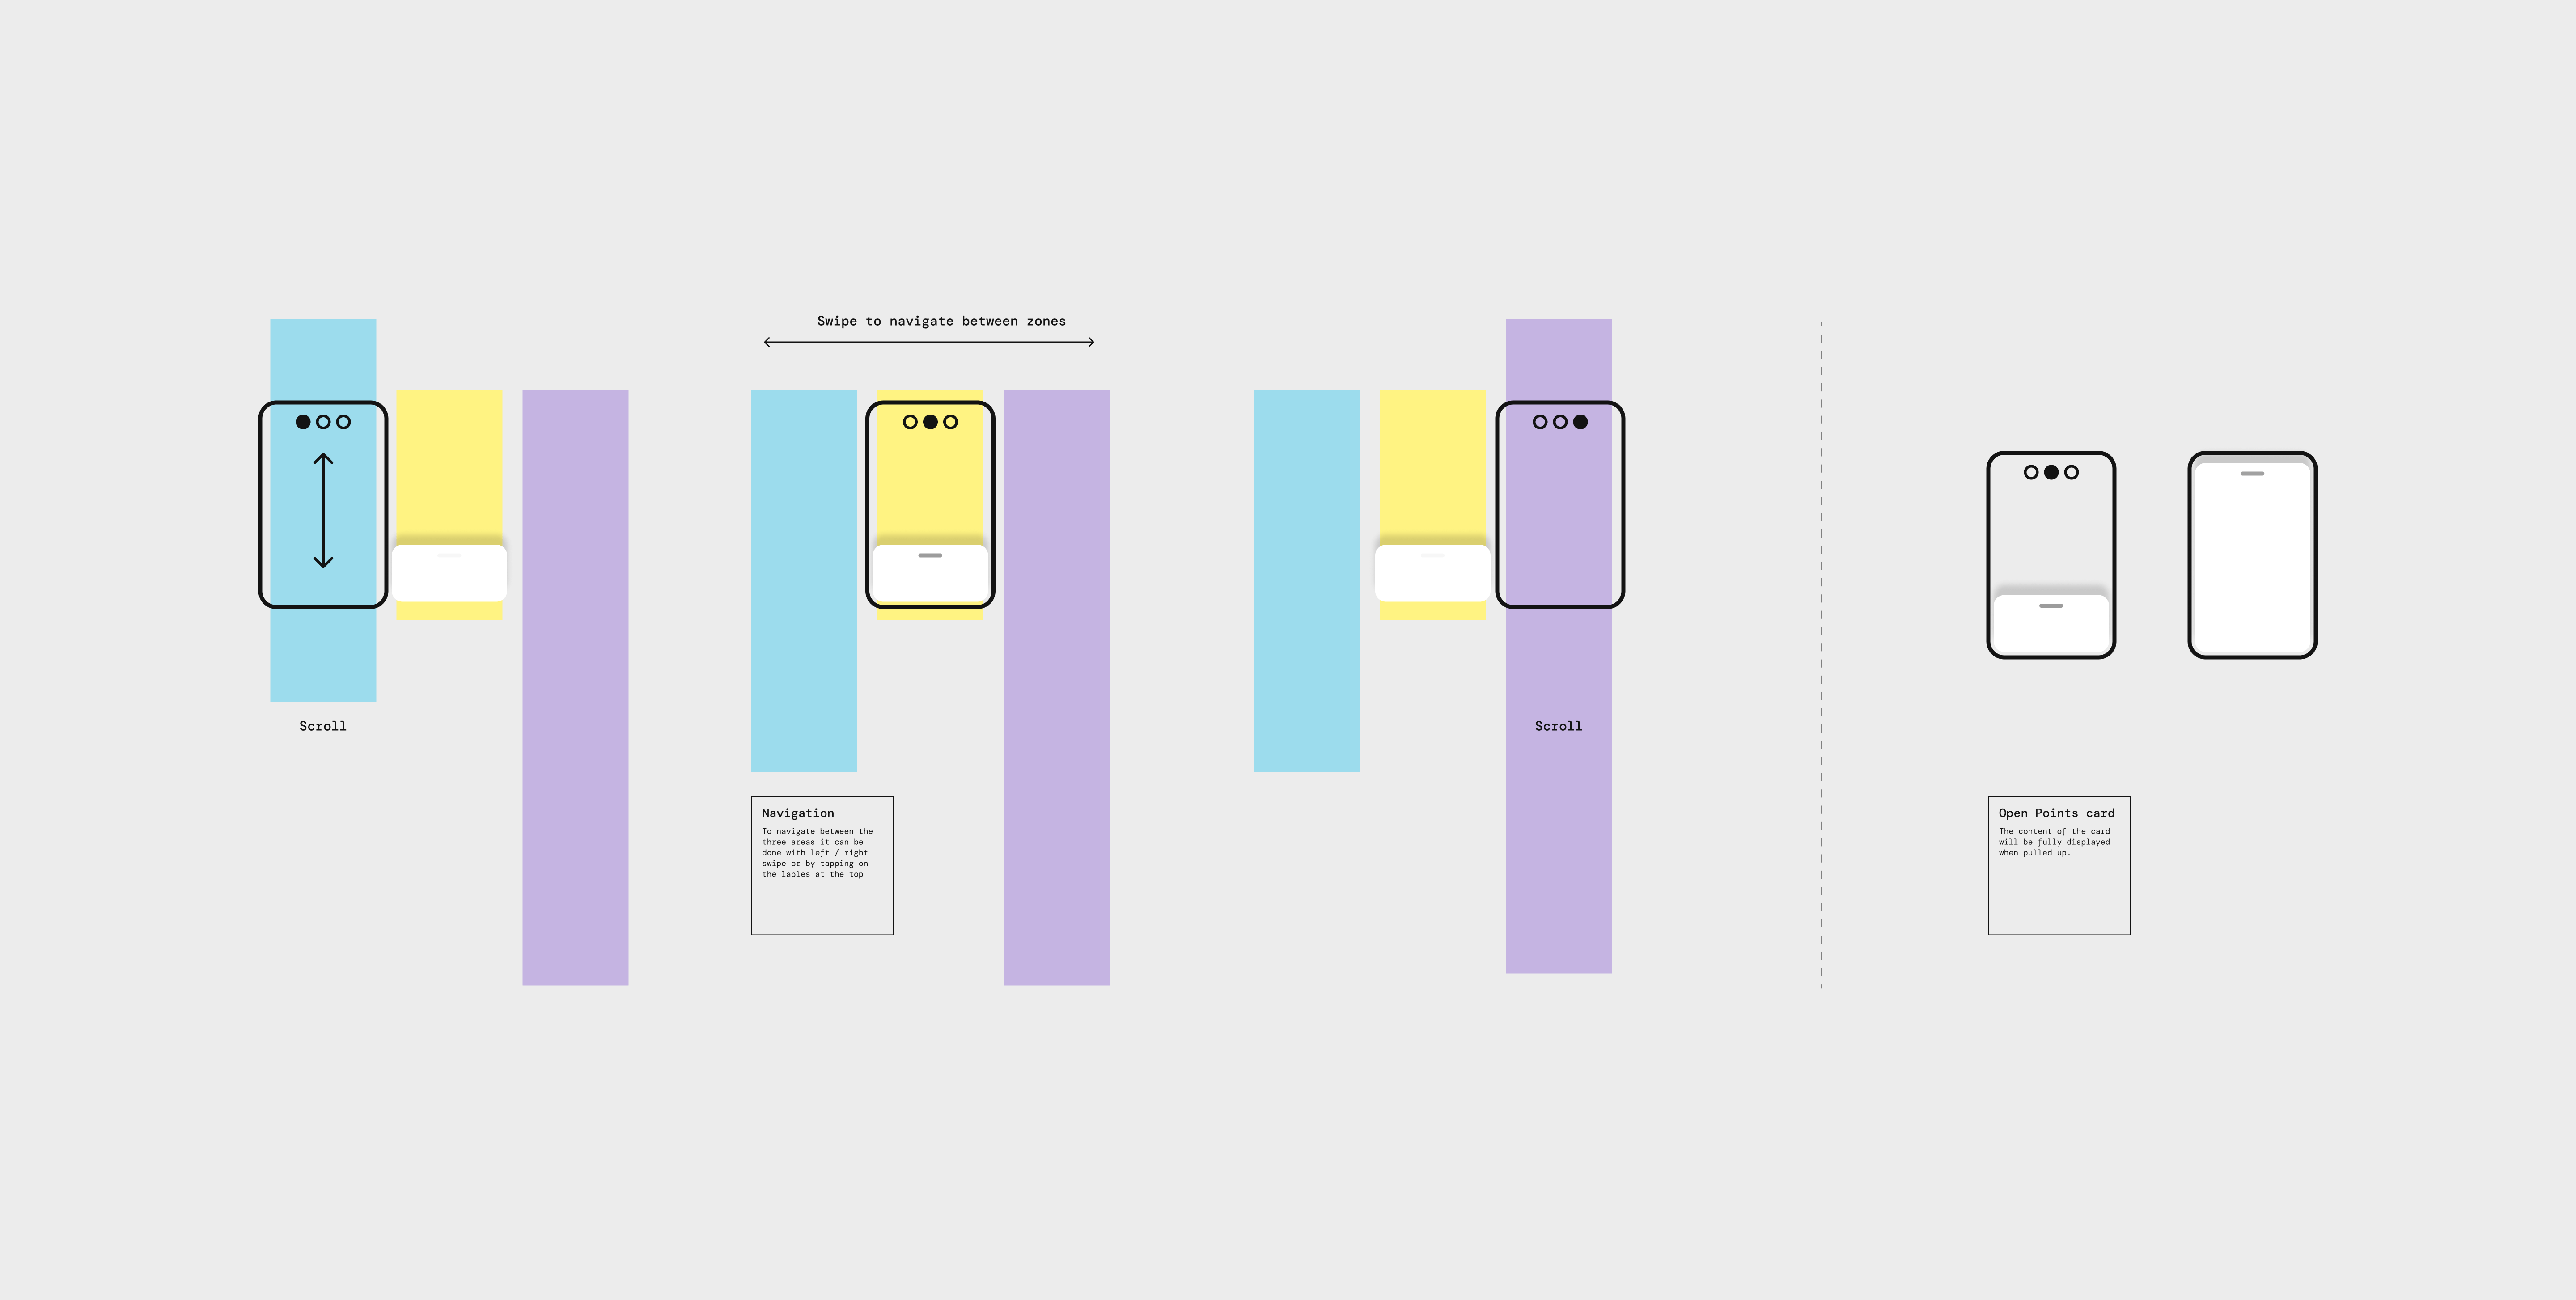 Swipe to navigate between zones
Scroll
Scroll
Navigation
To navigate between the
three areas it can be
done with left / right
swipe or by tapping on
the lables at the top
Open Points card
The content of the card
will be fully displayed
when pulled up.